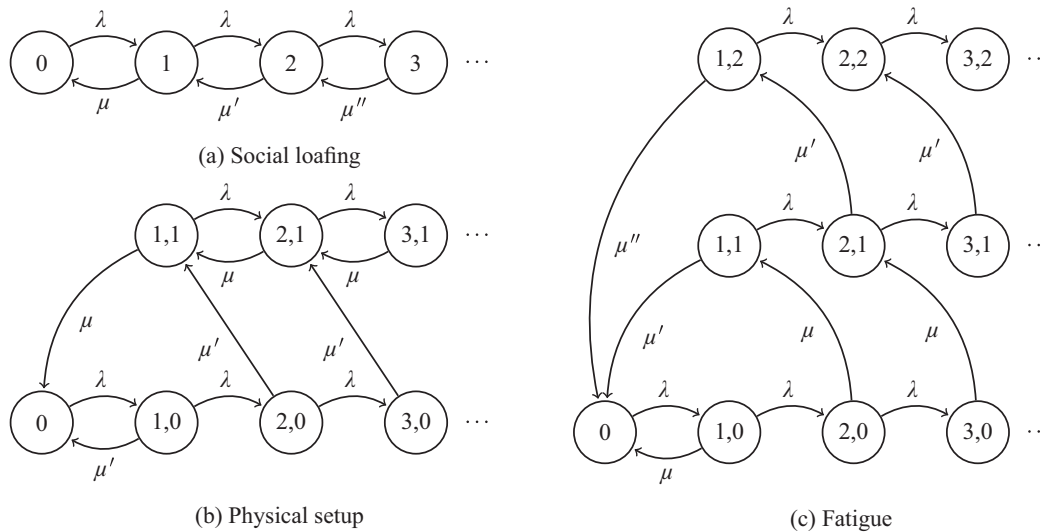 λ λ λ
0 1 2 3 ...
μ μ′ μ″
(a) Social loafing
λ λ
1,1 2,1 3,1 ...
μ μ
μ
μ′ μ′
λ λ λ
0 1,0 2,0 3,0 ...
μ′
(b) Physical setup
λ λ
1,2 2,2 3,2 ..
μ′ μ′
λ λ
μ″
1,1 2,1 3,1 ..
μ′ μ μ
λ λ λ
0 1,0 2,0 3,0 ..
μ
(c) Fatigue